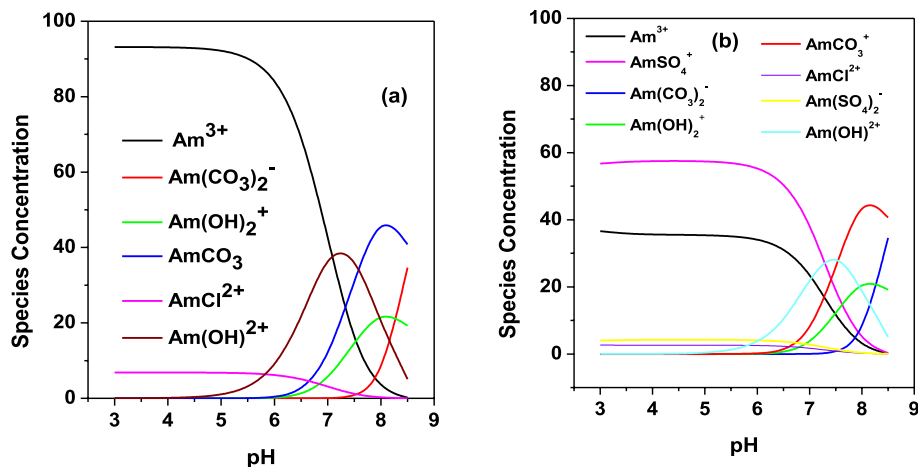 100
80
60
40
20
0
Species Concentration
(a)
Am³⁺
Am(CO₃)₂⁻
Am(OH)₂⁺
AmCO₃
AmCl²⁺
Am(OH)²⁺
3 4 5 6 7 8 9
pH
100
80
60
40
20
0
Species Concentration
(b)
Am³⁺
AmSO₄⁺
Am(CO₃)₂⁻
Am(OH)₂⁺
AmCO₃⁺
AmCl²⁺
Am(SO₄)₂⁻
Am(OH)²⁺
3 4 5 6 7 8 9
pH